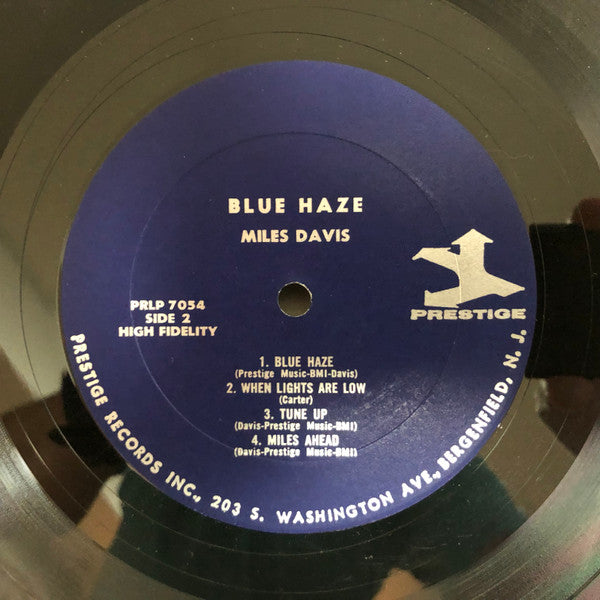 BLUE HAZE
MILES DAVIS
PRLP 7054
SIDE 2
HIGH FIDELITY
PRESTIGE
1. BLUE HAZE
(Prestige Music-BMI-Davis)
2. WHEN LIGHTS ARE LOW
(Carter)
3. TUNE UP
(Davis-Prestige Music-BMI)
4. MILES AHEAD
(Davis-Prestige Music-BMI)
PRESTIGE RECORDS INC., 203 S. WASHINGTON AVE., BERGENFIELD, N. J.